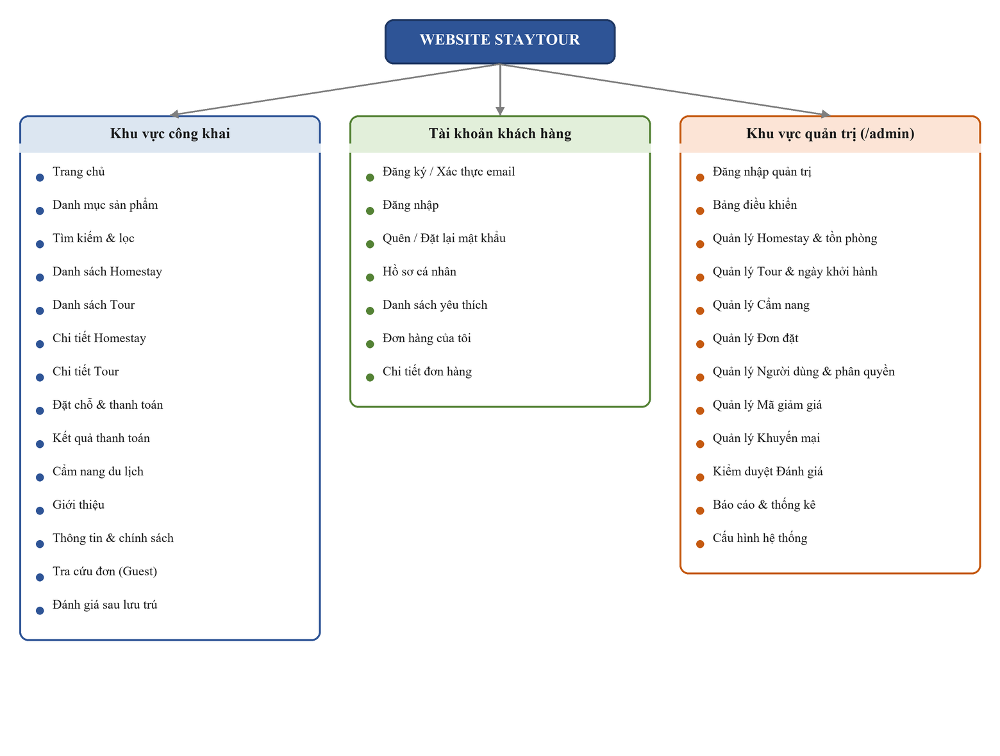 WEBSITE STAYTOUR
Khu vực công khai
Trang chủ
Danh mục sản phẩm
Tìm kiếm & lọc
Danh sách Homestay
Danh sách Tour
Chi tiết Homestay
Chi tiết Tour
Đặt chỗ & thanh toán
Kết quả thanh toán
Cẩm nang du lịch
Giới thiệu
Thông tin & chính sách
Tra cứu đơn (Guest)
Đánh giá sau lưu trú
Tài khoản khách hàng
Đăng ký / Xác thực email
Đăng nhập
Quên / Đặt lại mật khẩu
Hồ sơ cá nhân
Danh sách yêu thích
Đơn hàng của tôi
Chi tiết đơn hàng
Khu vực quản trị (/admin)
Đăng nhập quản trị
Bảng điều khiển
Quản lý Homestay & tồn phòng
Quản lý Tour & ngày khởi hành
Quản lý Cẩm nang
Quản lý Đơn đặt
Quản lý Người dùng & phân quyền
Quản lý Mã giảm giá
Quản lý Khuyến mại
Kiểm duyệt Đánh giá
Báo cáo & thống kê
Cấu hình hệ thống